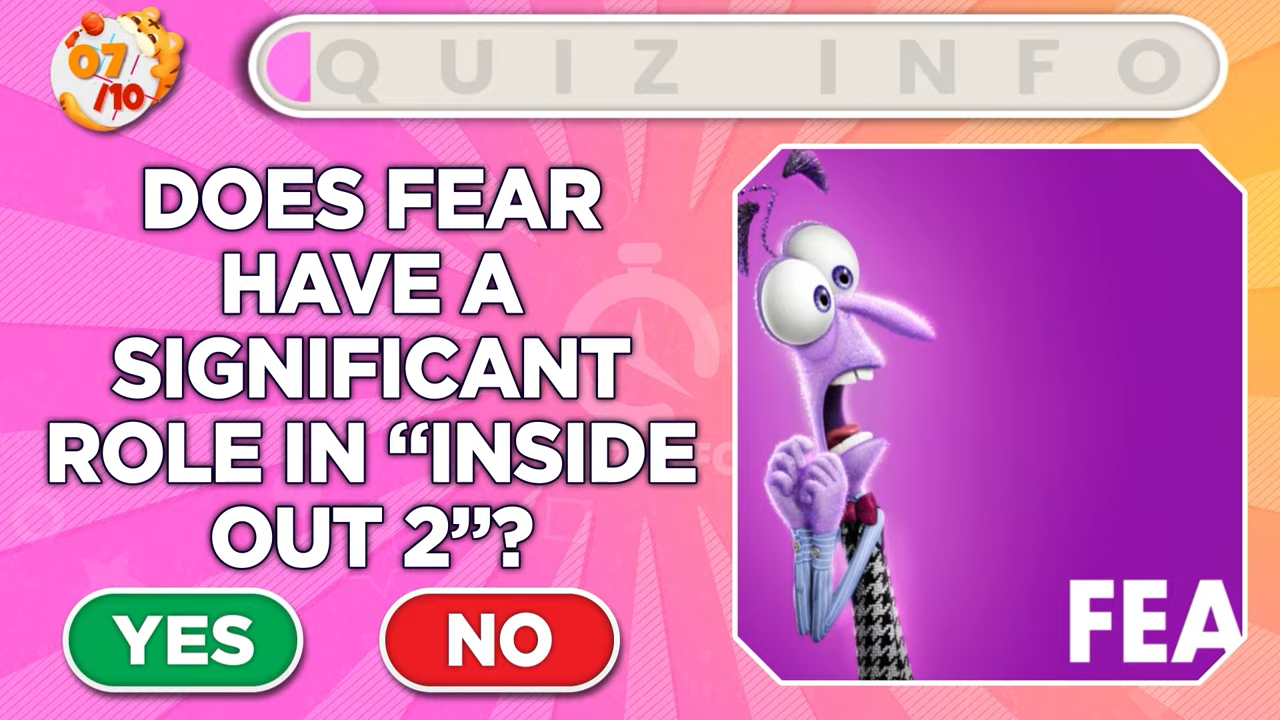 07
/10
QUIZ INFO
DOES FEAR
HAVE A
SIGNIFICANT
ROLE IN “INSIDE
OUT 2”?
YES
NO
FEA